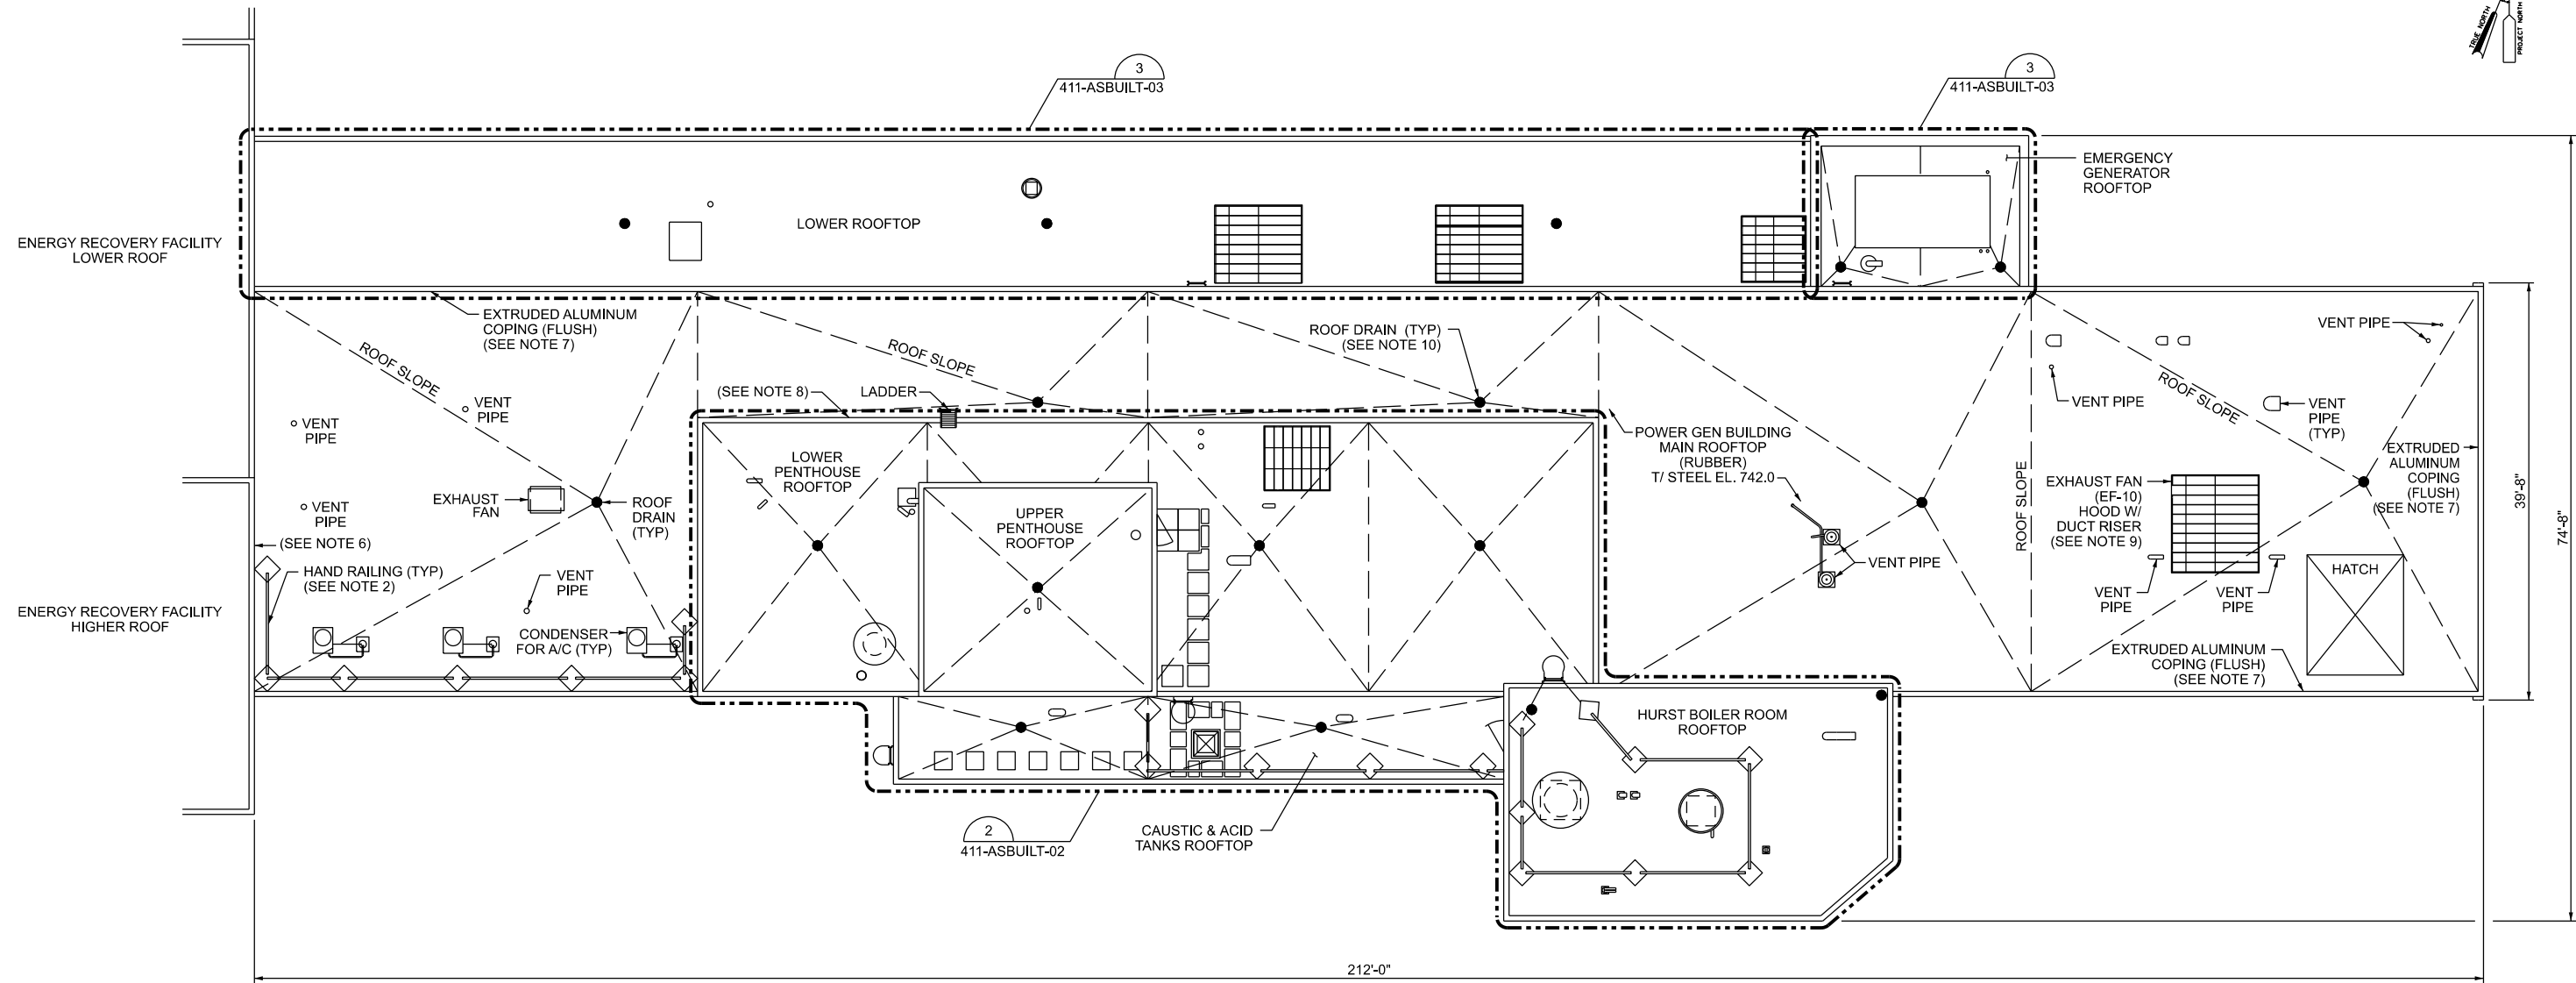 TRUE NORTH
PROJECT NORTH
3
411-ASBUILT-03
3
411-ASBUILT-03
EMERGENCY
GENERATOR
ROOFTOP
LOWER ROOFTOP
ENERGY RECOVERY FACILITY
LOWER ROOF
EXTRUDED ALUMINUM
COPING (FLUSH)
(SEE NOTE 7)
ROOF SLOPE
ROOF SLOPE
ROOF DRAIN (TYP)
(SEE NOTE 10)
VENT PIPE
(SEE NOTE 8)
LADDER
VENT
PIPE
VENT
PIPE
VENT PIPE
ROOF SLOPE
VENT
PIPE
(TYP)
POWER GEN BUILDING
MAIN ROOFTOP
(RUBBER)
T/ STEEL EL. 742.0
EXTRUDED
ALUMINUM
COPING
(FLUSH)
(SEE NOTE 7)
LOWER
PENTHOUSE
ROOFTOP
EXHAUST
FAN
ROOF
DRAIN
(TYP)
VENT
PIPE
(SEE NOTE 6)
UPPER
PENTHOUSE
ROOFTOP
ROOF SLOPE
EXHAUST FAN
(EF-10)
HOOD W/
DUCT RISER
(SEE NOTE 9)
39'-8"
74'-8"
HAND RAILING (TYP)
(SEE NOTE 2)
VENT
PIPE
VENT PIPE
VENT
PIPE
VENT
PIPE
HATCH
ENERGY RECOVERY FACILITY
HIGHER ROOF
CONDENSER
FOR A/C (TYP)
EXTRUDED ALUMINUM
COPING (FLUSH)
(SEE NOTE 7)
HURST BOILER ROOM
ROOFTOP
2
411-ASBUILT-02
CAUSTIC & ACID
TANKS ROOFTOP
212'-0"